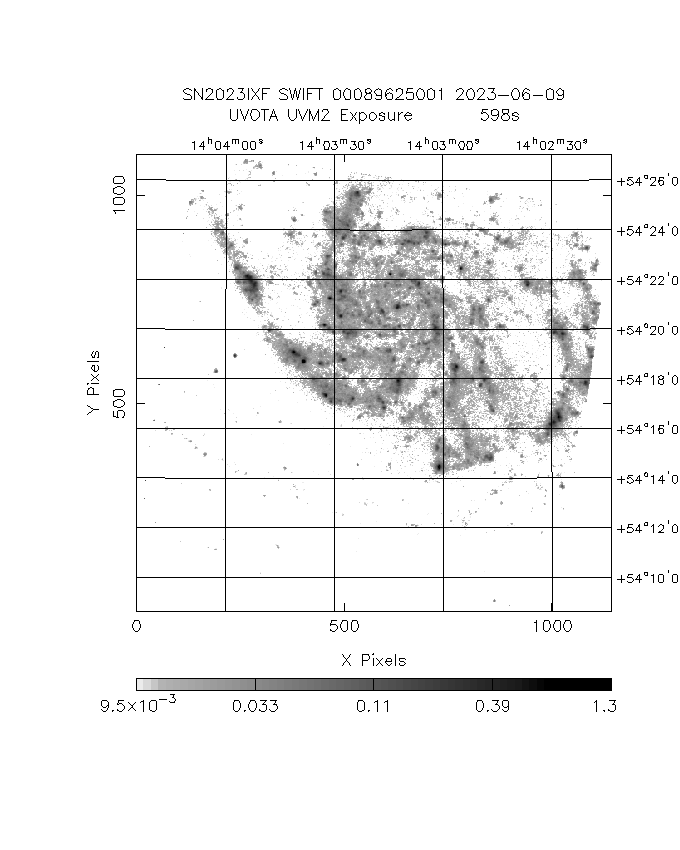 SN2023IXF SWIFT 00089625001 2023-06-09
UVOTA UVM2 Exposure 598s
14ʰ04ᵐ00ˢ 14ʰ03ᵐ30ˢ 14ʰ03ᵐ00ˢ 14ʰ02ᵐ30ˢ
1000
500
Y Pixels
+54°26'0
+54°24'0
+54°22'0
+54°20'0
+54°18'0
+54°16'0
+54°14'0
+54°12'0
+54°10'0
0 500 1000
X Pixels
9.5×10⁻³ 0.033 0.11 0.39 1.3